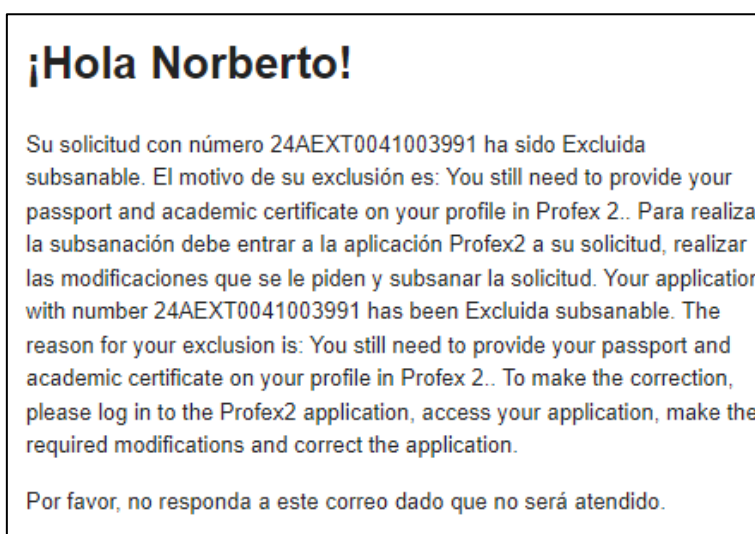 ¡Hola Norberto!
Su solicitud con número 24AEXT0041003991 ha sido Excluida
subsanable. El motivo de su exclusión es: You still need to provide your
passport and academic certificate on your profile in Profex 2.. Para realiza
la subsanación debe entrar a la aplicación Profex2 a su solicitud, realizar
las modificaciones que se le piden y subsanar la solicitud. Your application
with number 24AEXT0041003991 has been Excluida subsanable. The
reason for your exclusion is: You still need to provide your passport and
academic certificate on your profile in Profex 2.. To make the correction,
please log in to the Profex2 application, access your application, make the
required modifications and correct the application.
Por favor, no responda a este correo dado que no será atendido.